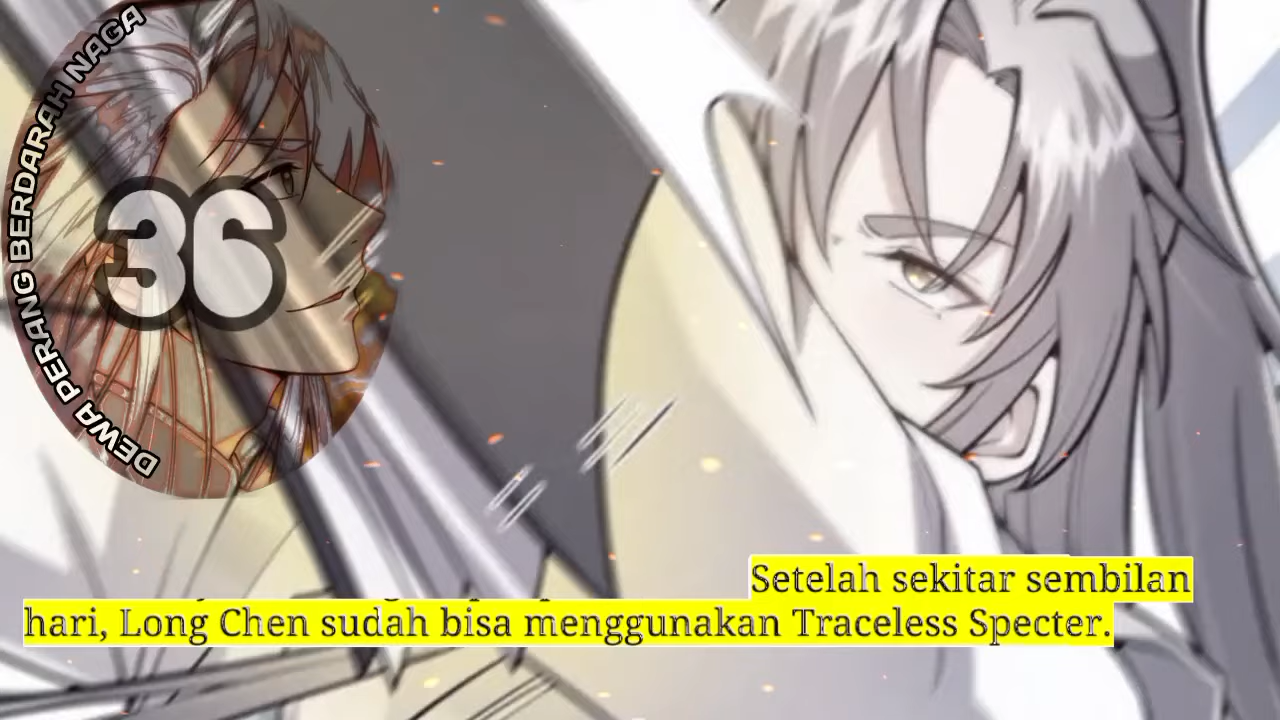 DEWA PERANG BERDARAH NAGA
36
Setelah sekitar sembilan
hari, Long Chen sudah bisa menggunakan Traceless Specter.